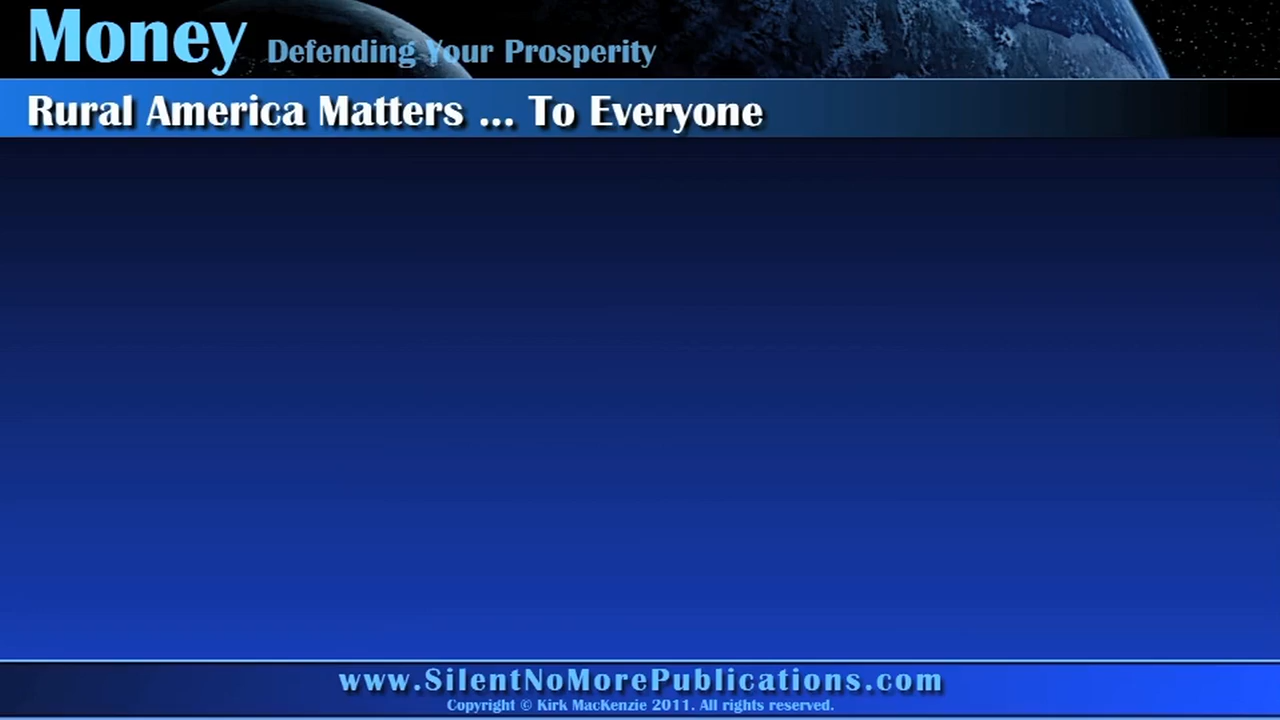 Money Defending Your Prosperity
Rural America Matters ... To Everyone
www.SilentNoMorePublications.com
Copyright © Kirk MacKenzie 2011. All rights reserved.